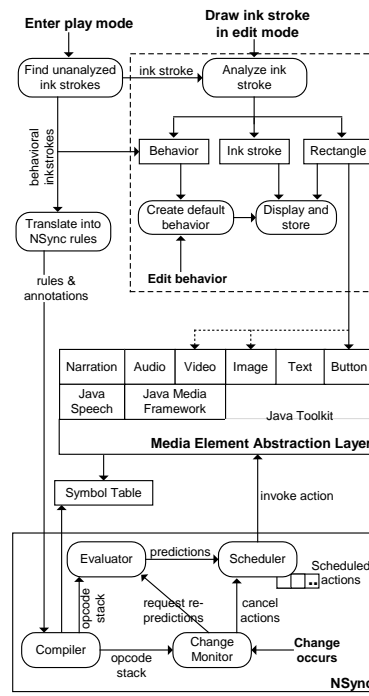 Enter play mode
Draw ink stroke
in edit mode
Find unanalyzed
ink strokes
ink stroke
Analyze ink
stroke
behavioral
inkstrokes
Behavior
Ink stroke
Rectangle
Translate into
NSync rules
Create default
behavior
Display and
store
Edit behavior
rules &
annotations
Narration
Audio
Video
Image
Text
Button
Java
Speech
Java Media
Framework
Java Toolkit
Media Element Abstraction Layer
Symbol Table
invoke action
Evaluator
predictions
Scheduler
Scheduled
actions
..
opcode
stack
request re-
predictions
cancel
actions
Compiler
opcode
stack
Change
Monitor
Change
occurs
NSync